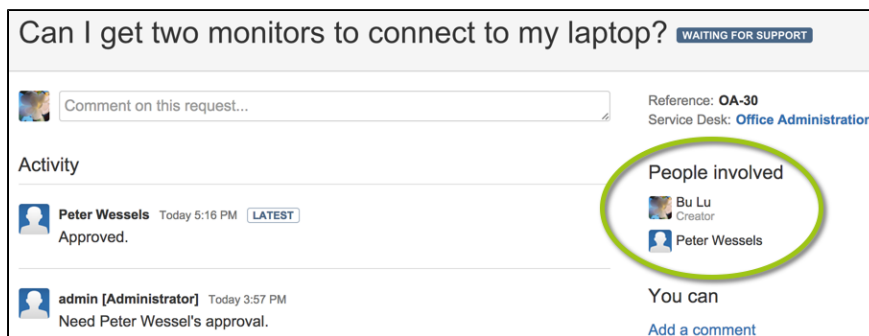 Can I get two monitors to connect to my laptop? WAITING FOR SUPPORT
Comment on this request...
Activity
Peter Wessels Today 5:16 PM LATEST
Approved.
admin [Administrator] Today 3:57 PM
Need Peter Wessel's approval.
Reference: OA-30
Service Desk: Office Administration
People involved
Bu Lu
Creator
Peter Wessels
You can
Add a comment